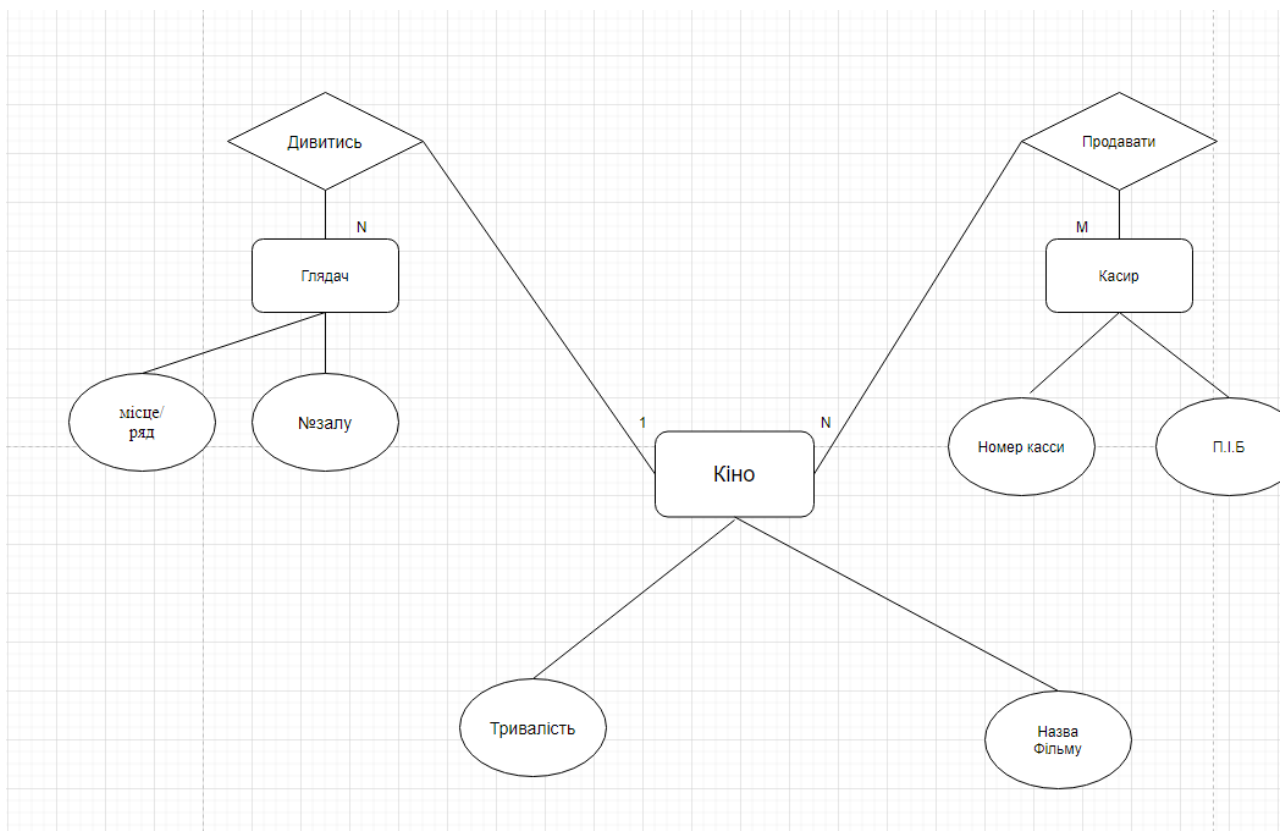 Дивитись
Продавати
N
M
Глядач
Касир
місце/
ряд
№залу
1
N
Номер касси
П.І.Б
Кіно
Тривалість
Назва
Фільму